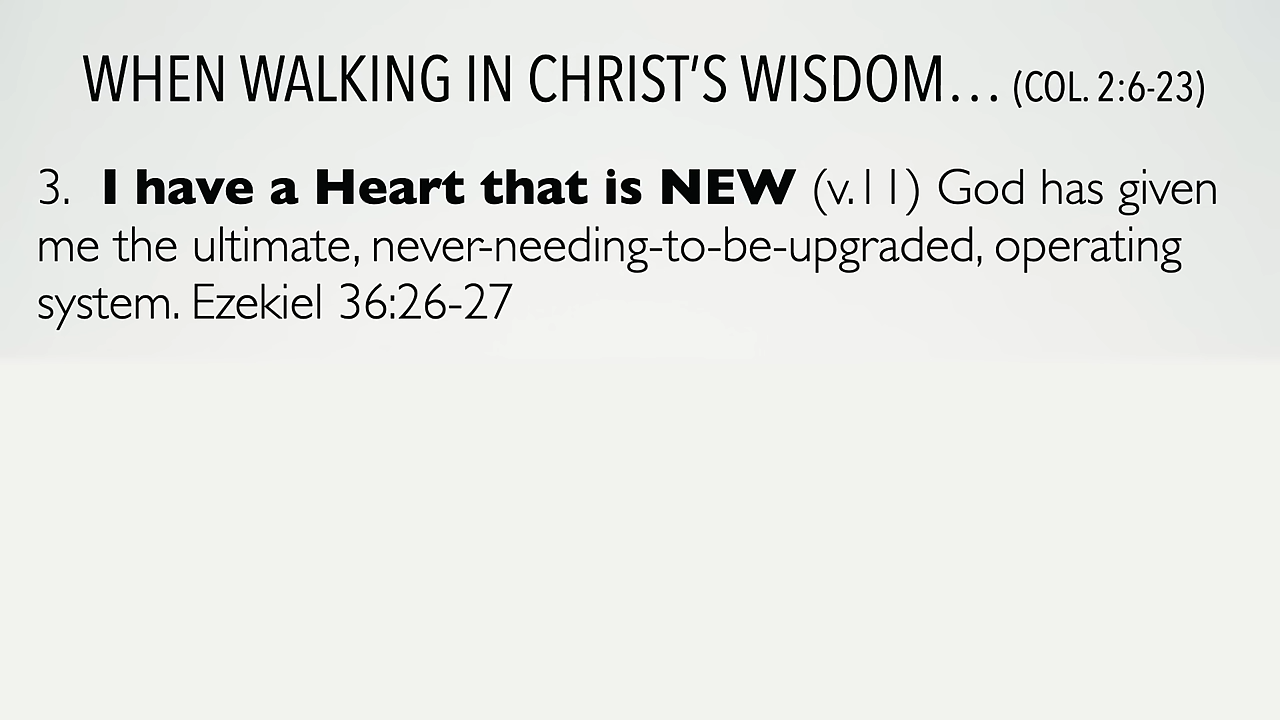 WHEN WALKING IN CHRIST’S WISDOM… (COL. 2:6-23)
3. I have a Heart that is NEW (v.11) God has given
me the ultimate, never-needing-to-be-upgraded, operating
system. Ezekiel 36:26-27